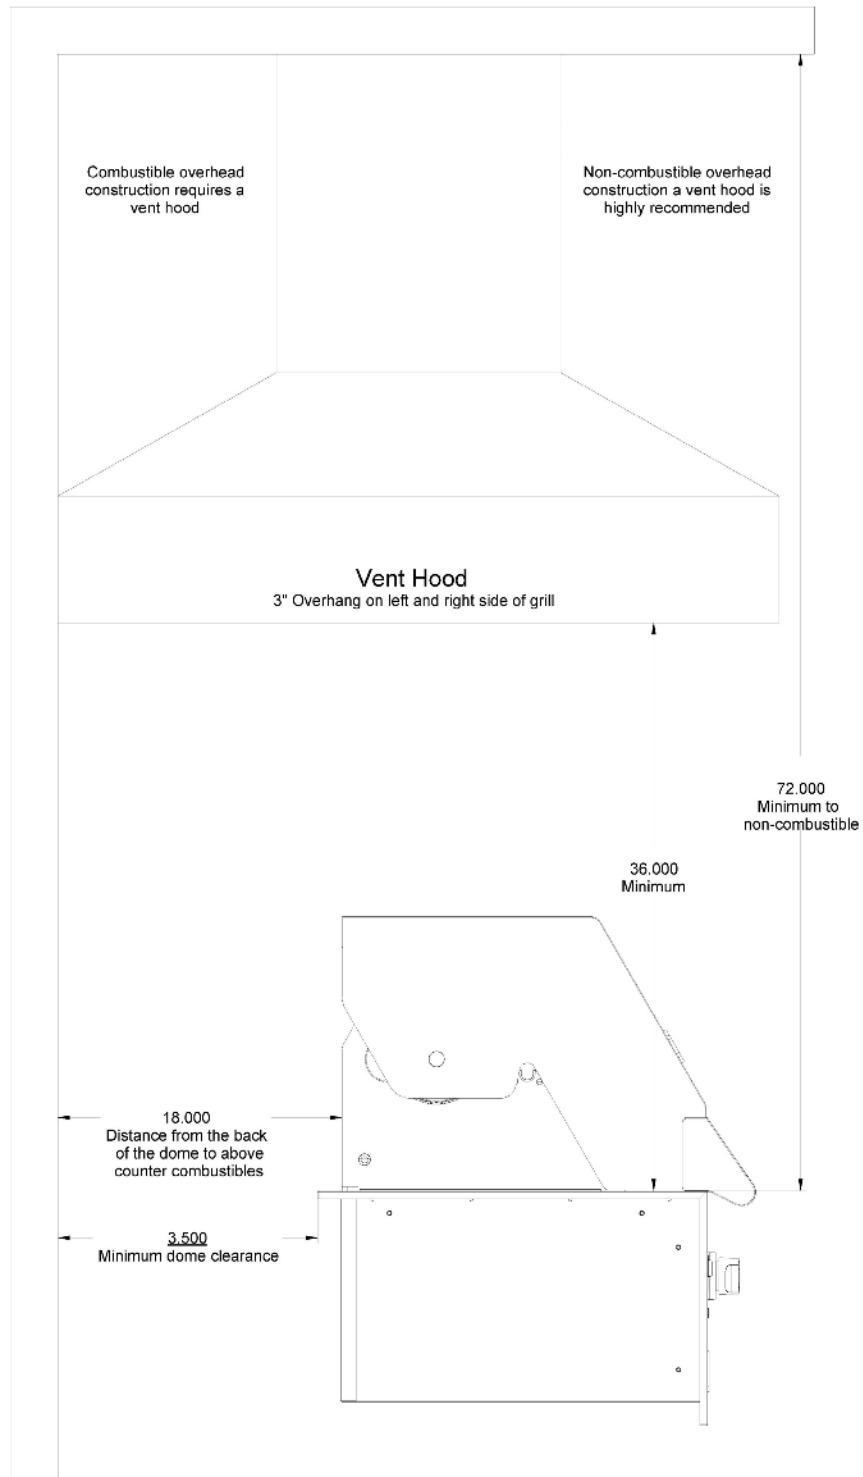 Combustible overhead
construction requires a
vent hood
Non-combustible overhead
construction a vent hood is
highly recommended
Vent Hood
3" Overhang on left and right side of grill
72.000
Minimum to
non-combustible
36.000
Minimum
18.000
Distance from the back
of the dome to above
counter combustibles
3.500
Minimum dome clearance